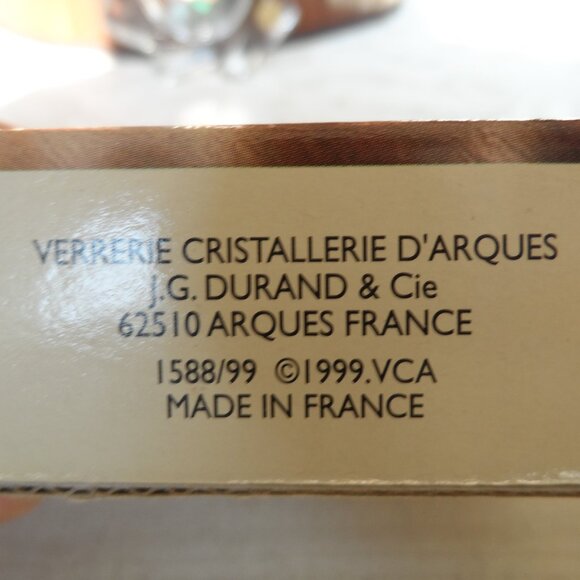 VERRERIE CRISTALLERIE D'ARQUES
J.G. DURAND & Cie
62510 ARQUES FRANCE
1588/99 ©1999.VCA
MADE IN FRANCE